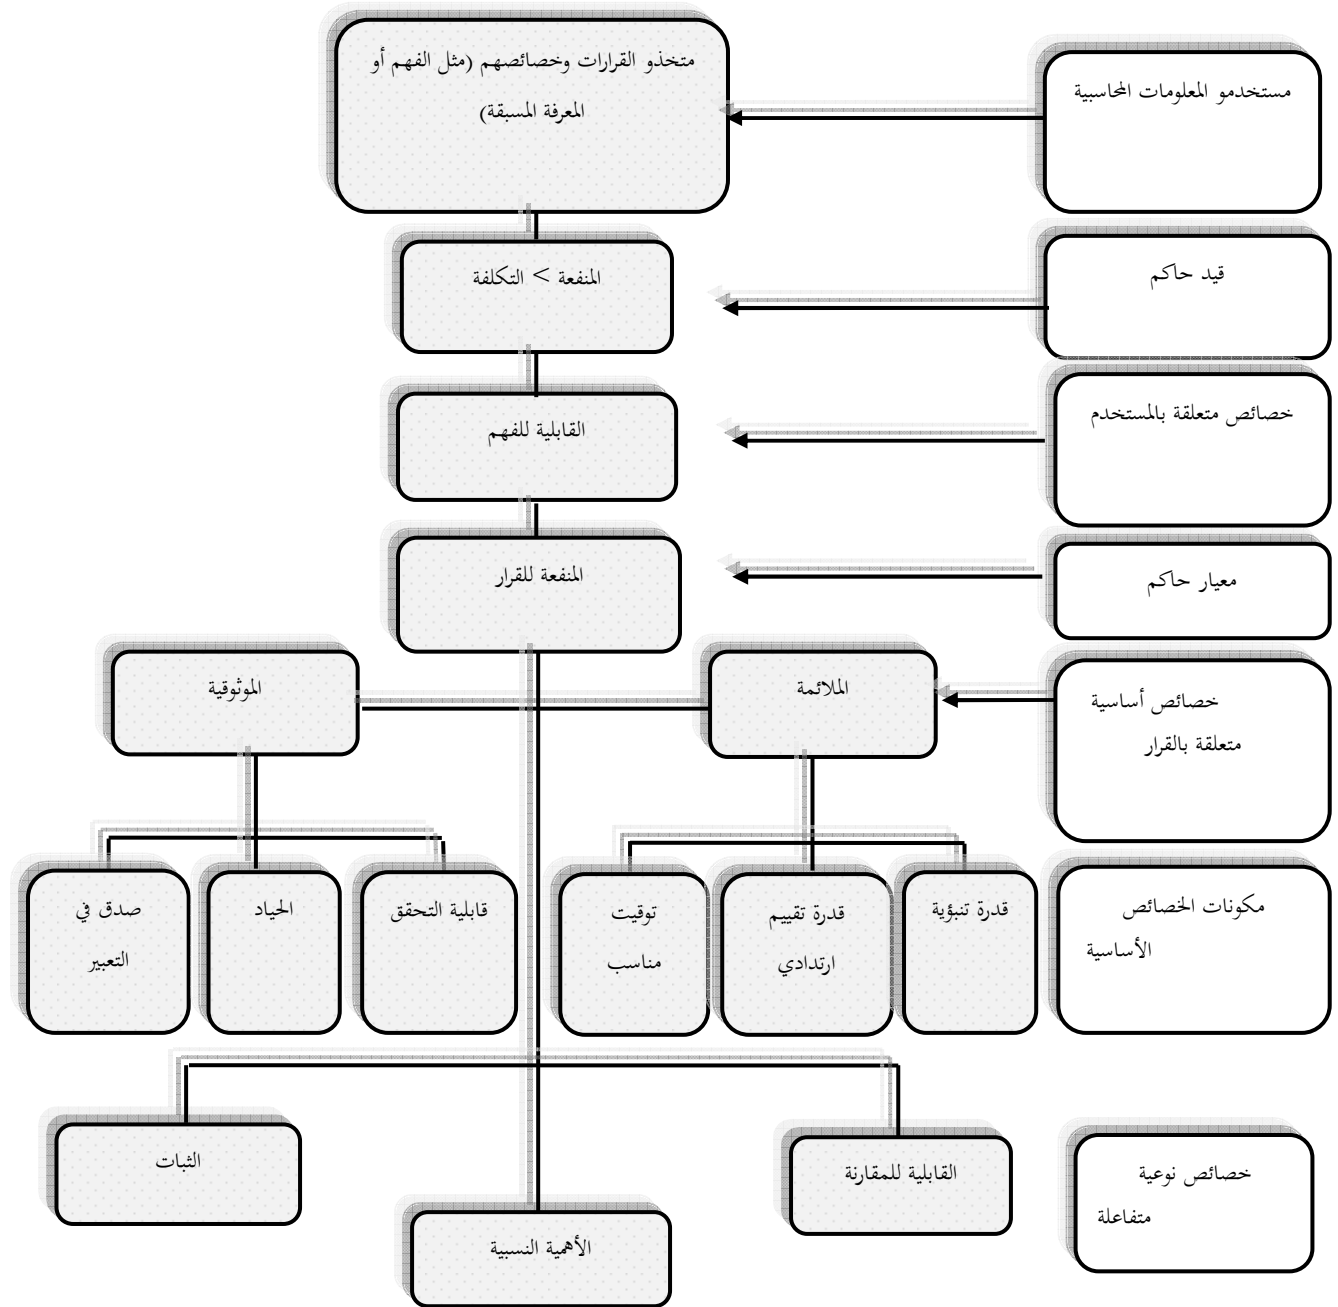 مستخدمو المعلومات المحاسبية
متخذو القرارات وخصائصهم (مثل الفهم أو
المعرفة المسبقة)
قيد حاكم
المنفعة > التكلفة
خصائص متعلقة بالمستخدم
القابلية للفهم
معيار حاكم
المنفعة للقرار
خصائص أساسية
متعلقة بالقرار
الملائمة
الموثوقية
مكونات الخصائص
الأساسية
قدرة تنبؤية
قدرة تقييم
ارتدادي
توقيت
مناسب
قابلية التحقق
الحياد
صدق في
التعبير
خصائص نوعية
متفاعلة
القابلية للمقارنة
الثبات
الأهمية النسبية